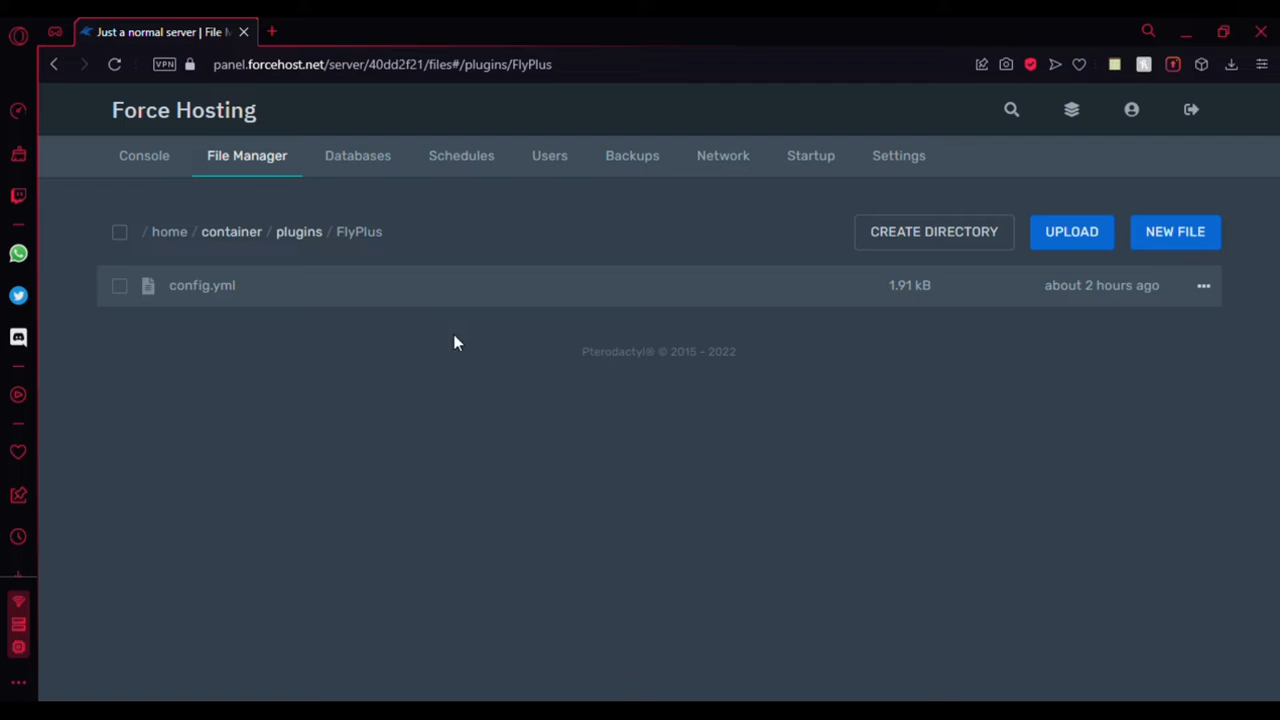 Just a normal server | File M
VPN
panel.forcehost.net/server/40dd2f21/files#/plugins/FlyPlus
Force Hosting
Console File Manager Databases Schedules Users Backups Network Startup Settings
/ home / container / plugins / FlyPlus CREATE DIRECTORY UPLOAD NEW FILE
config.yml 1.91 kB about 2 hours ago
Pterodactyl® © 2015 - 2022